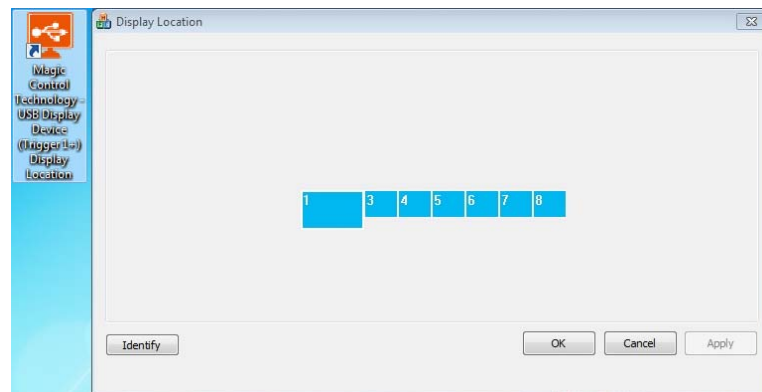 Display Location
Magic
Control
Technology -
USB Display
Device
(Trigger 1+)
Display
Location
1 3 4 5 6 7 8
Identify
OK Cancel Apply